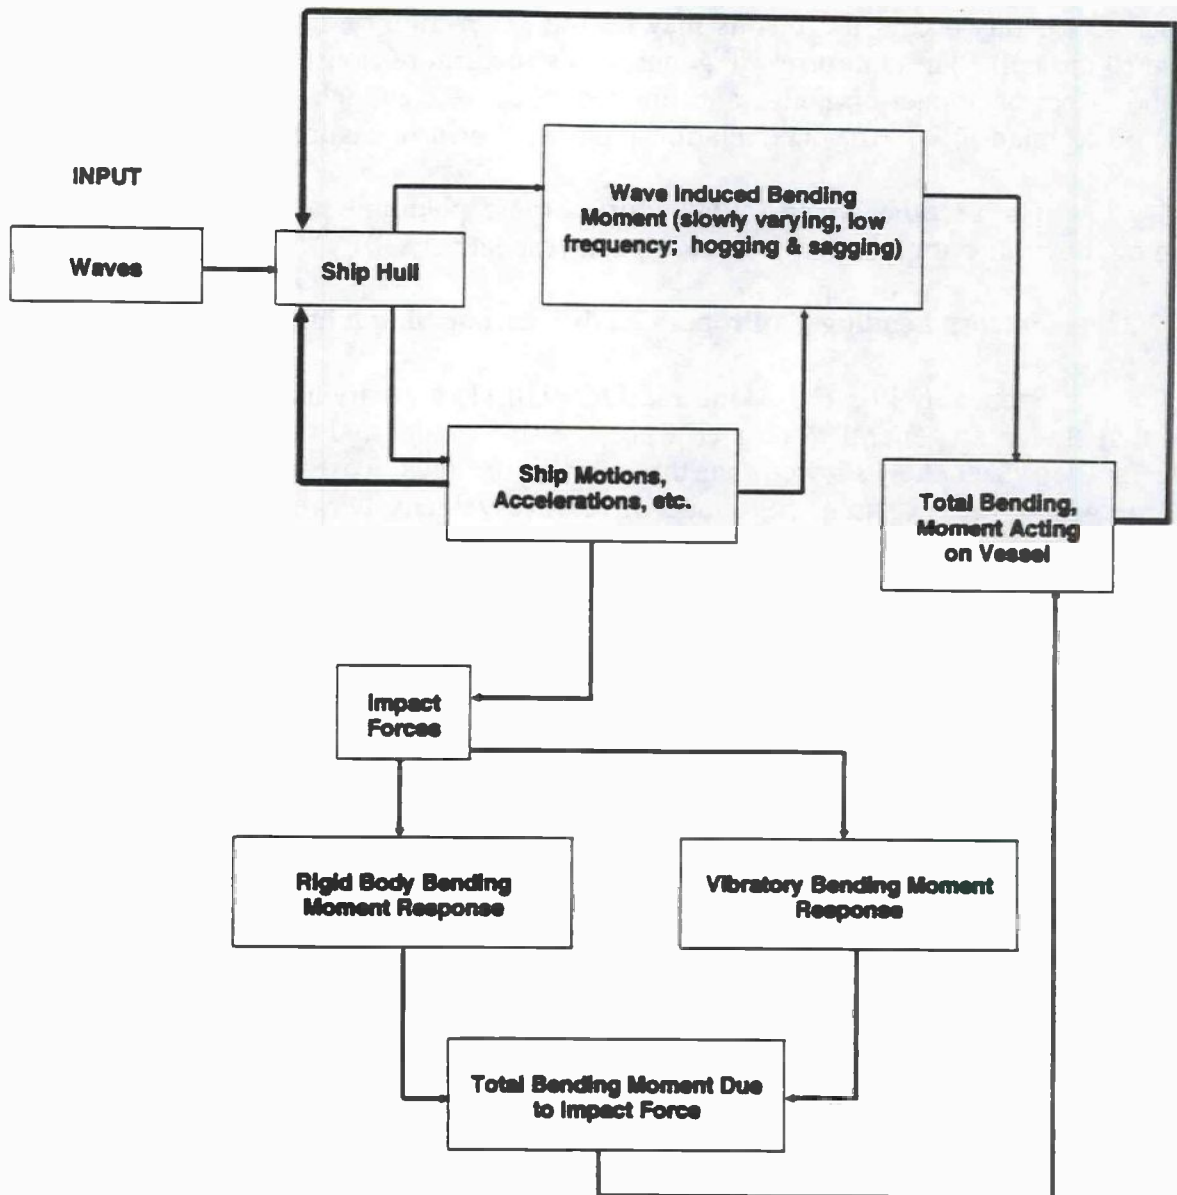 INPUT
Waves
Ship Hull
Wave Induced Bending
Moment (slowly varying, low
frequency; hogging & sagging)
Ship Motions,
Accelerations, etc.
Total Bending,
Moment Acting
on Vessel
Impact
Forces
Rigid Body Bending
Moment Response
Vibratory Bending Moment
Response
Total Bending Moment Due
to Impact Force